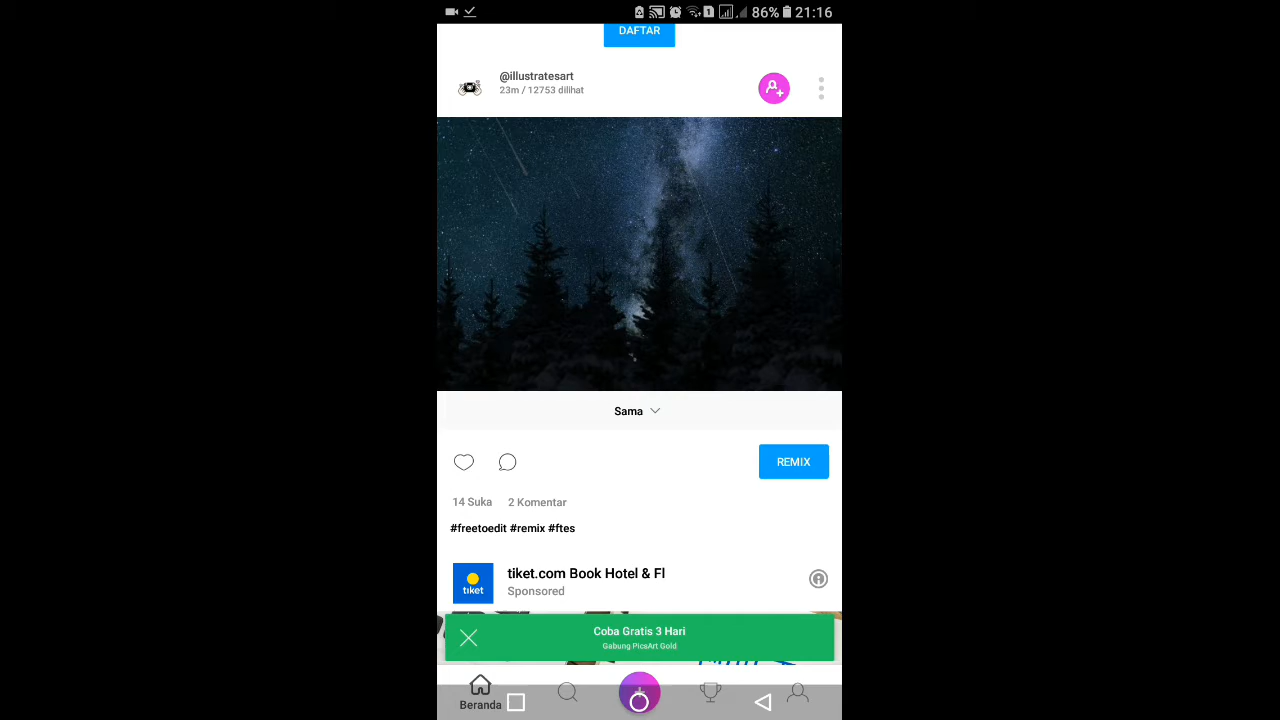 86% 21:16
DAFTAR
@illustratesart
23m / 12753 dilihat
Sama
REMIX
14 Suka 2 Komentar
#freetoedit #remix #ftes
tiket
tiket.com Book Hotel & Fl
Sponsored
Coba Gratis 3 Hari
Gabung PicsArt Gold
Beranda